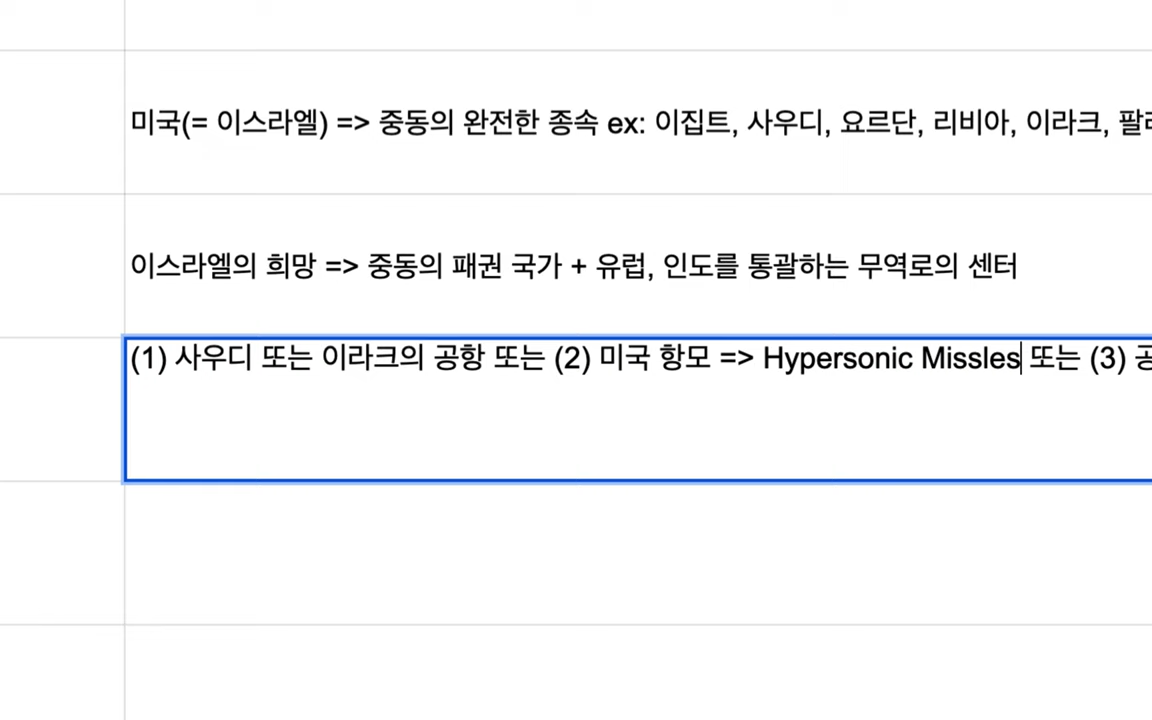 미국(= 이스라엘) => 중동의 완전한 종속 ex: 이집트, 사우디, 요르단, 리비아, 이라크,
이스라엘의 희망 => 중동의 패권 국가 + 유럽, 인도를 통괄하는 무역로의 센터
(1) 사우디 또는 이라크의 공항 또는 (2) 미국 항모 => Hypersonic Missles 또는 (3)